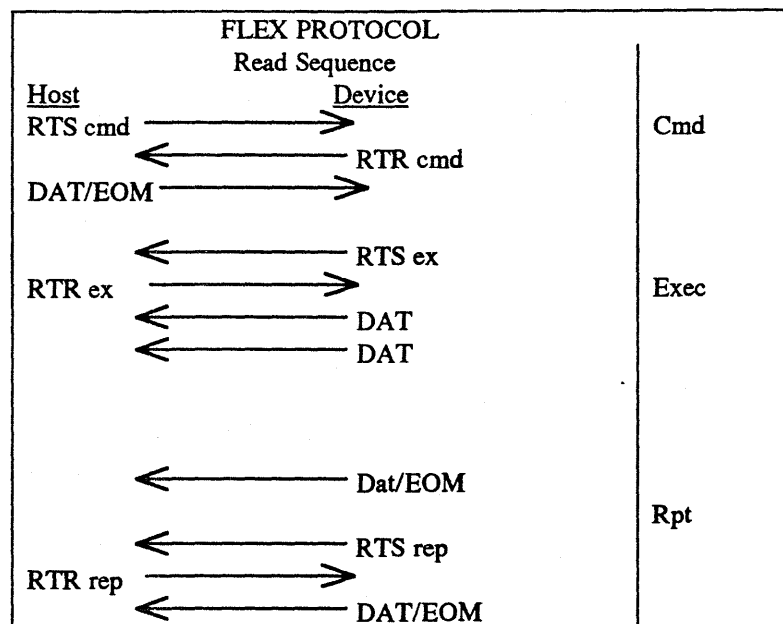 FLEX PROTOCOL
Read Sequence
Host Device
RTS cmd Cmd
RTR cmd
DAT/EOM
RTS ex
RTR ex Exec
DAT
DAT
Dat/EOM
Rpt
RTS rep
RTR rep
DAT/EOM